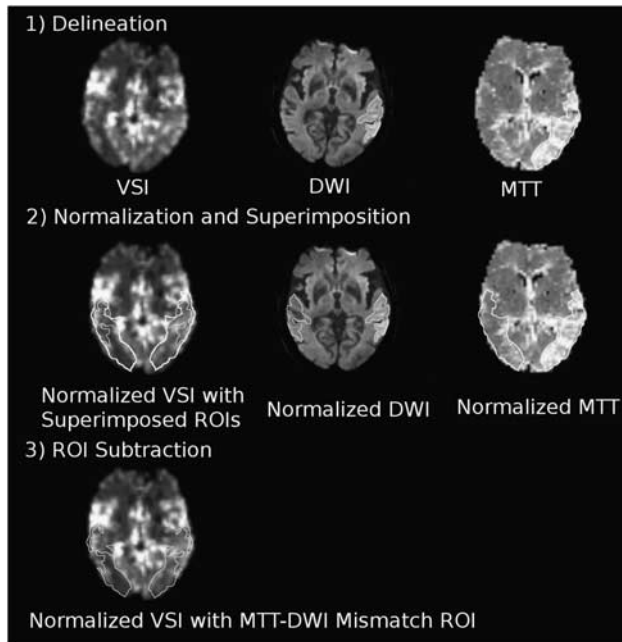 1) Delineation
VSI
DWI
MTT
2) Normalization and Superimposition
Normalized VSI with
Superimposed ROIs
Normalized DWI
Normalized MTT
3) ROI Subtraction
Normalized VSI with MTT-DWI Mismatch ROI